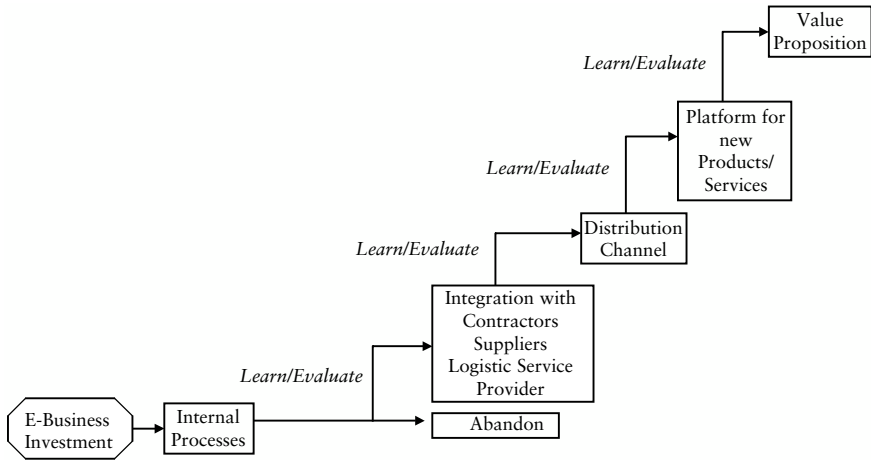 Value
Proposition
Learn/Evaluate
Platform for
new
Products/
Services
Learn/Evaluate
Distribution
Channel
Learn/Evaluate
Integration with
Contractors
Suppliers
Logistic Service
Provider
Learn/Evaluate
E-Business
Investment
Internal
Processes
Abandon